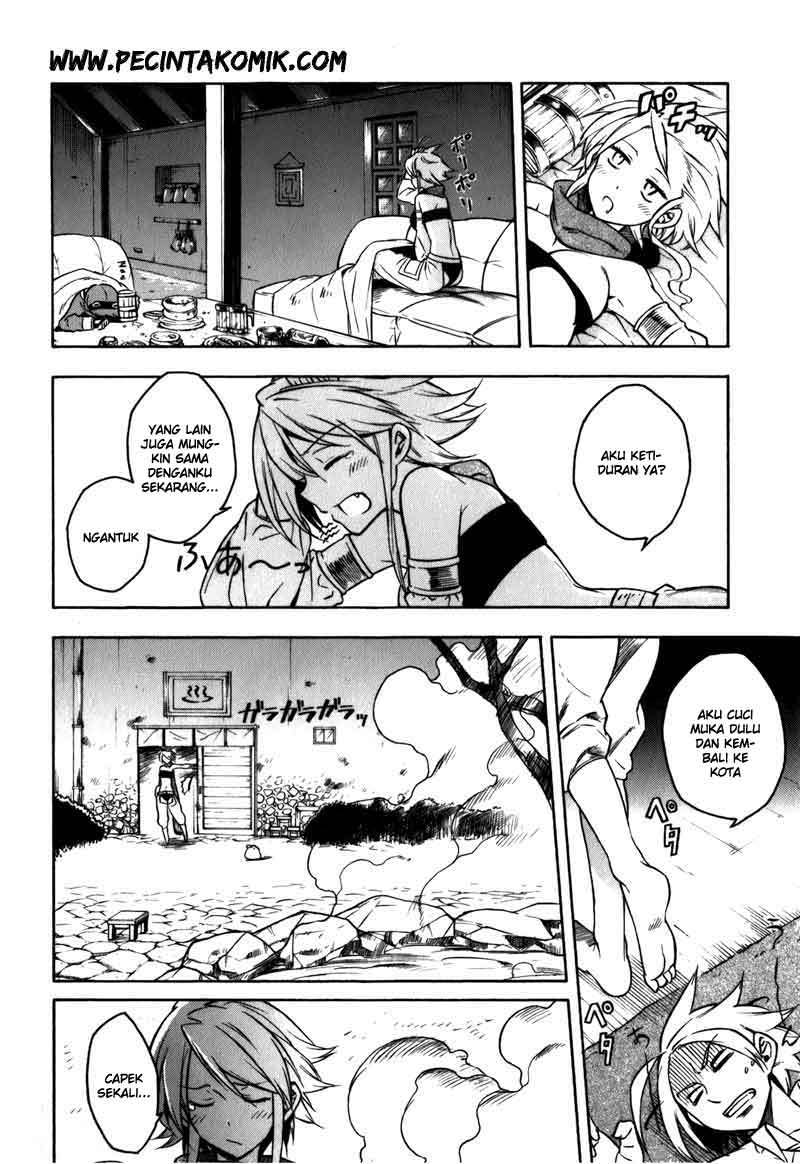 WWW.PECINTAKOMIK.COM
パチッ
ポリポリ
ZZZ
AKU KETI-
DURAN YA?
YANG LAIN
JUGA MUNG-
KIN SAMA
DENGANKU
SEKARANG...
NGANTUK
ふぁ〜っ
AKU CUCI
MUKA DULU
DAN KEM-
BALI KE
KOTA
ペタ
ペタ
ガラガラガラッ
CAPEK
SEKALI...